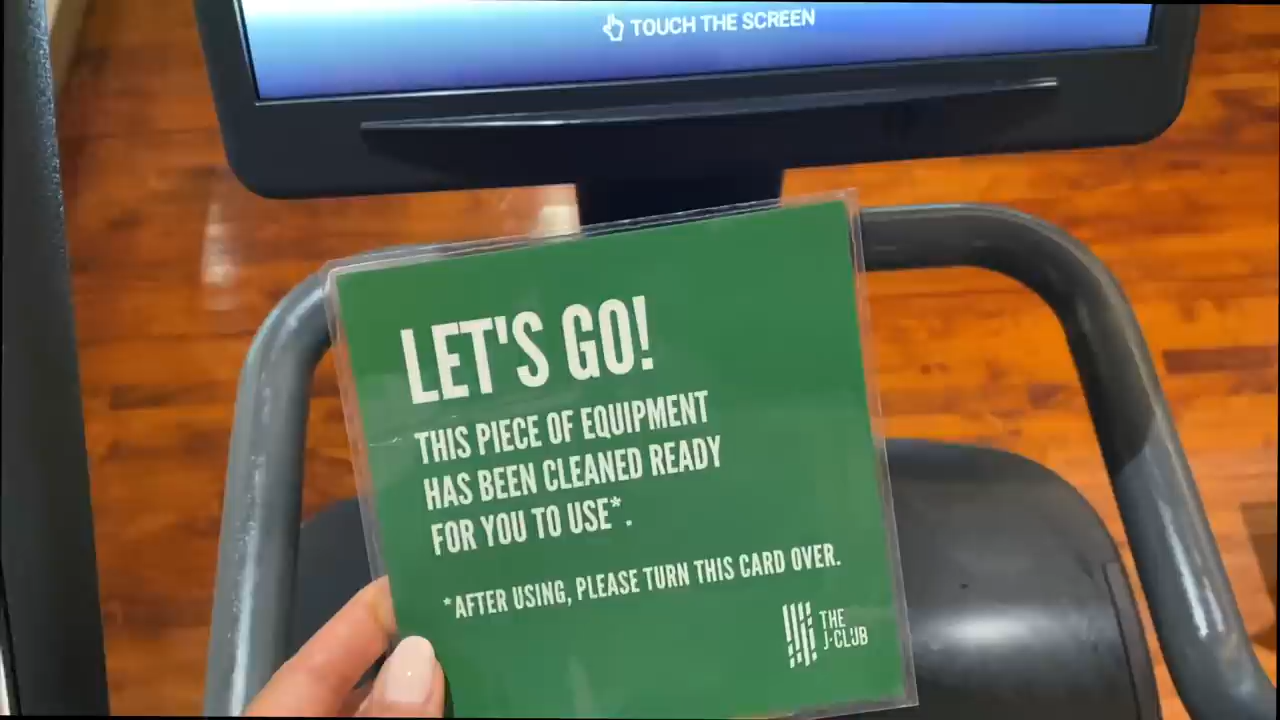 TOUCH THE SCREEN
LET'S GO!
THIS PIECE OF EQUIPMENT
HAS BEEN CLEANED READY
FOR YOU TO USE*.
*AFTER USING, PLEASE TURN THIS CARD OVER.
THE
J·CLUB